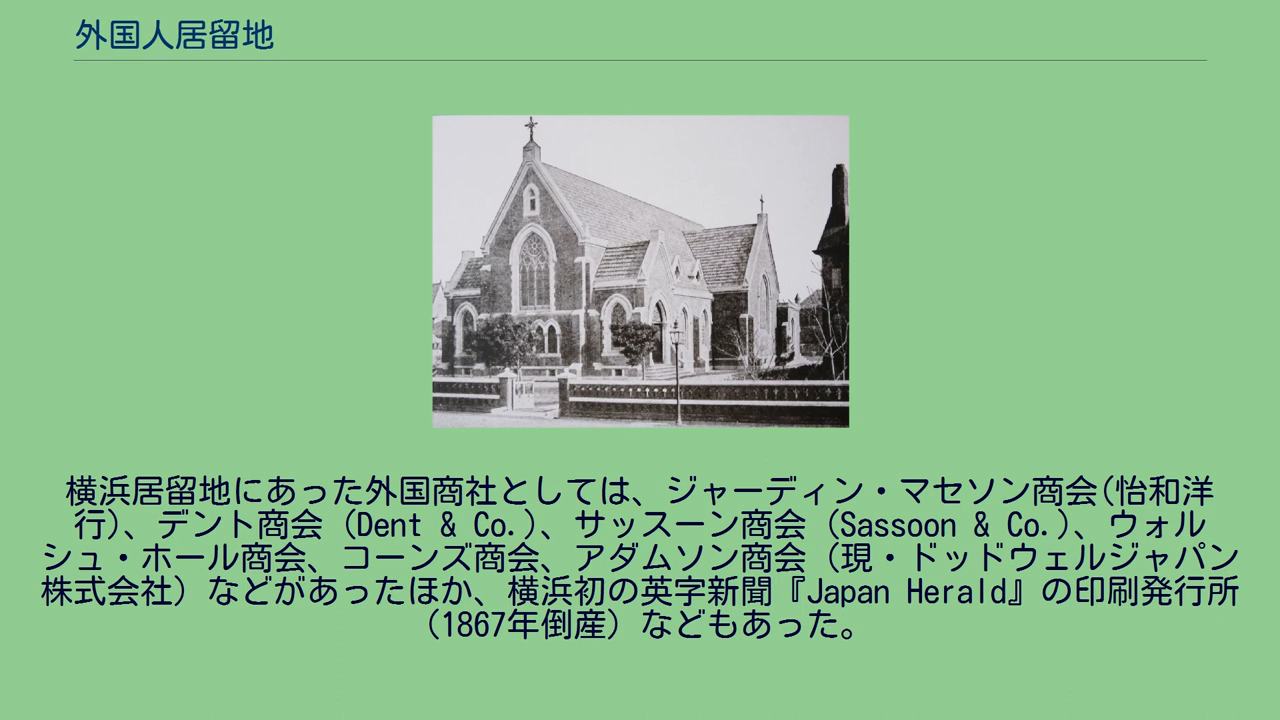 外国人居留地
横浜居留地にあった外国商社としては、ジャーディン・マセソン商会(怡和洋
行)、デント商会（Dent & Co.）、サッスーン商会（Sassoon & Co.）、ウォル
シュ・ホール商会、コーンズ商会、アダムソン商会（現・ドッドウェルジャパン
株式会社）などがあったほか、横浜初の英字新聞『Japan Herald』の印刷発行所
（1867年倒産）などもあった。